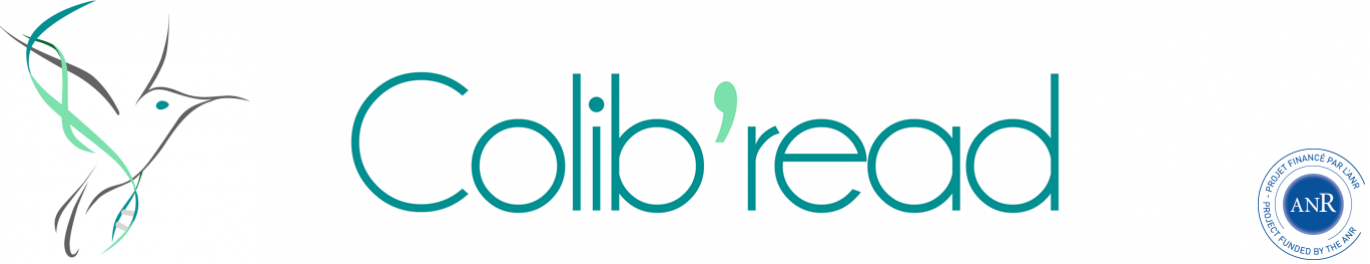 Colib'read
PROJET FINANCÉ PAR L'ANR - PROJECT FUNDED BY THE ANR
ANR